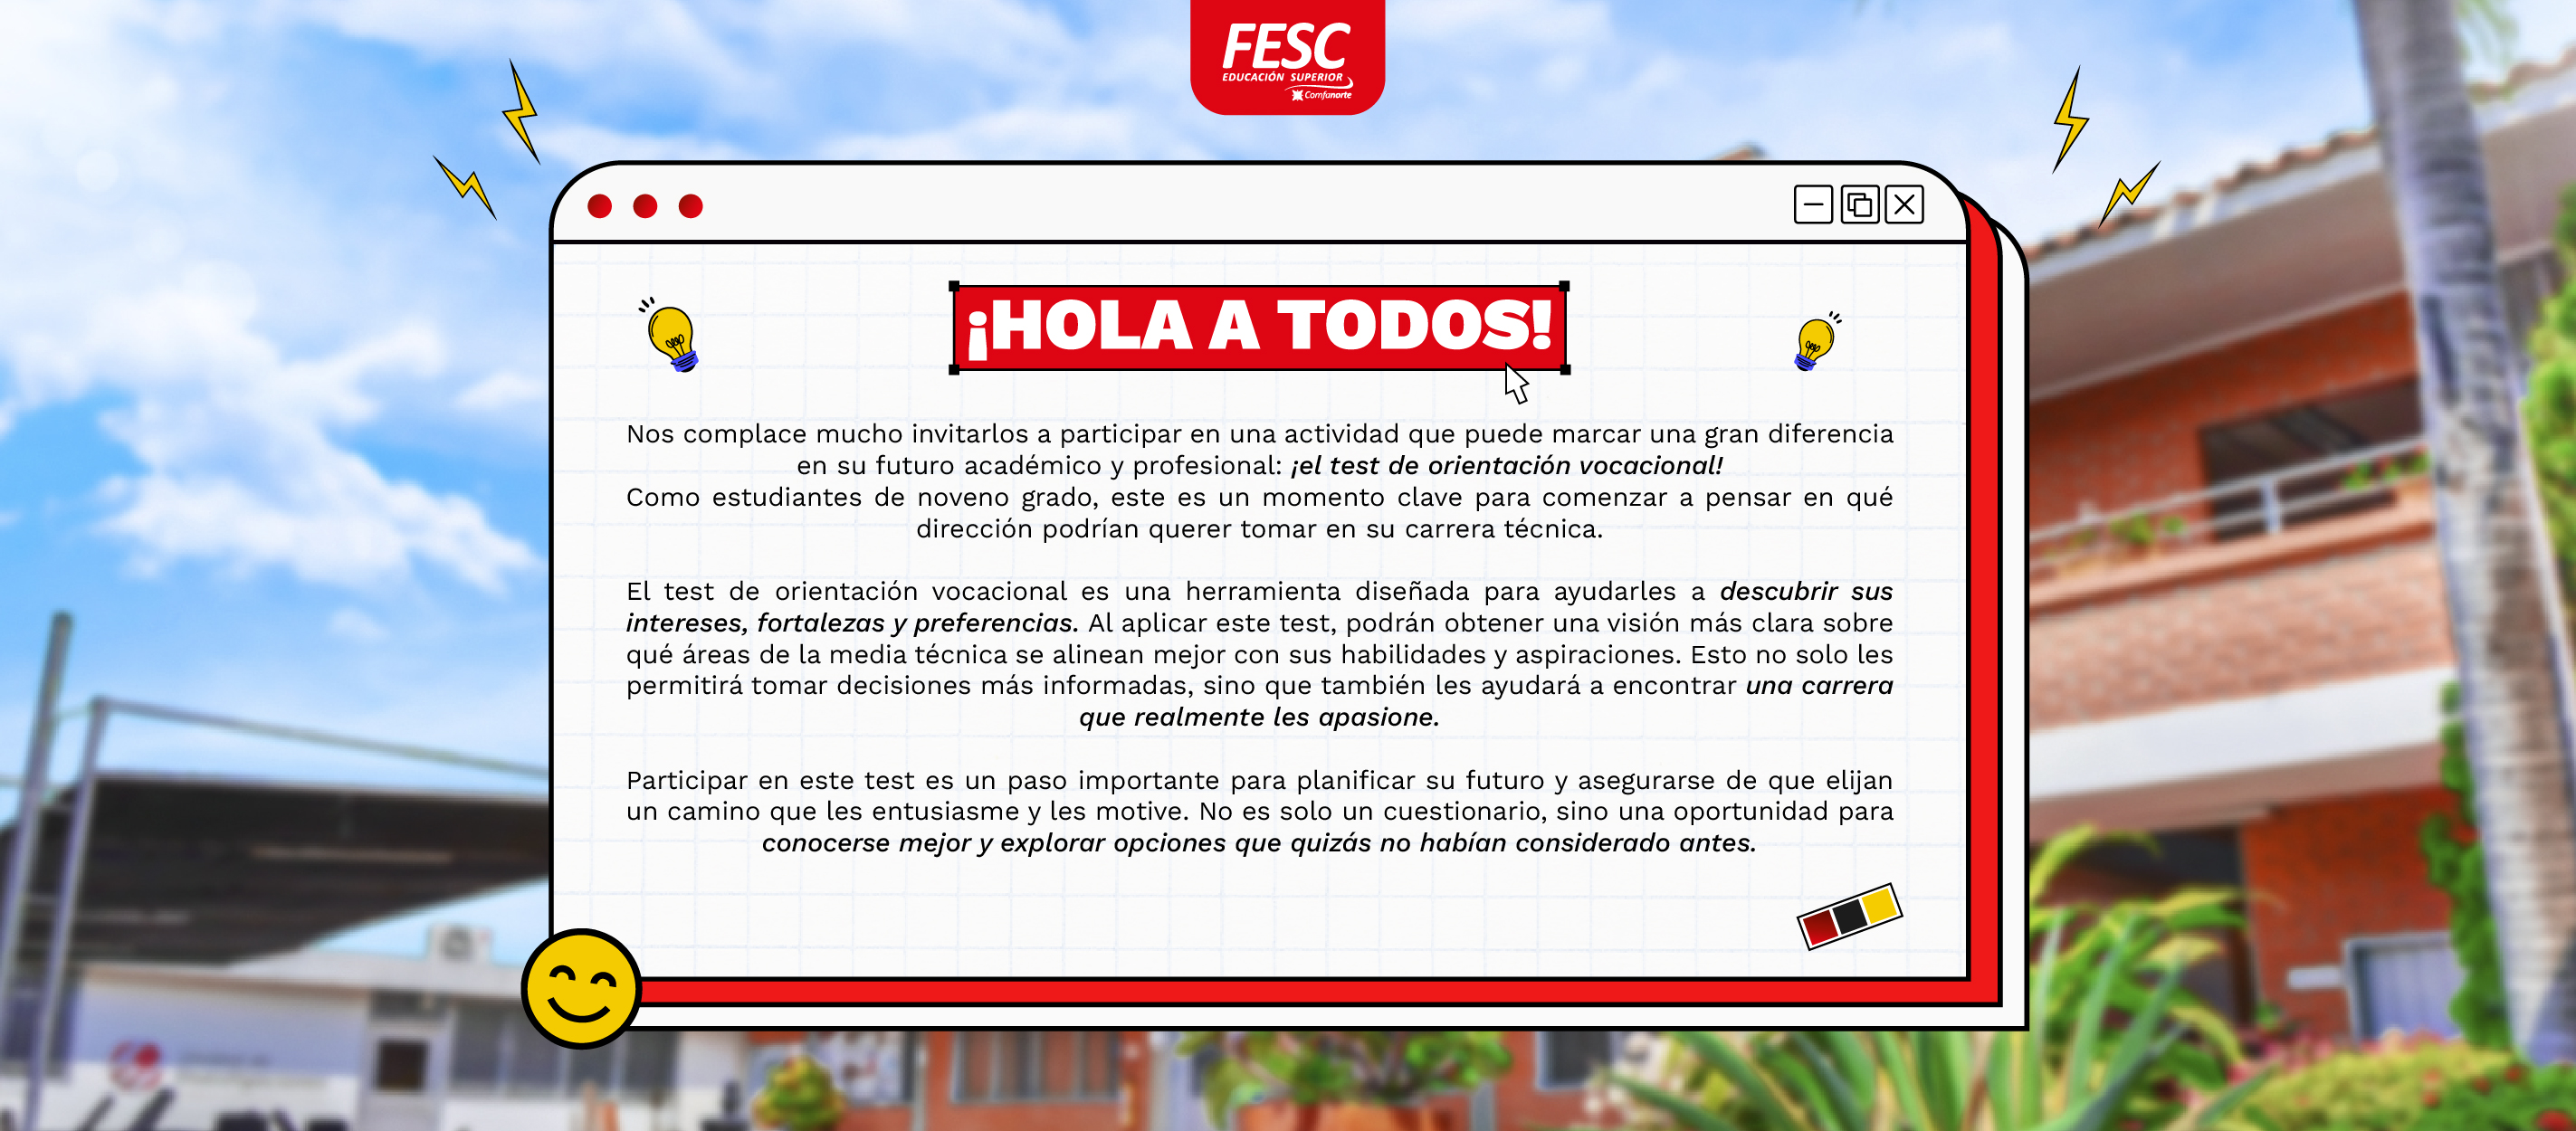 FESC
EDUCACIÓN SUPERIOR
Comfanorte
¡HOLA A TODOS!
Nos complace mucho invitarlos a participar en una actividad que puede marcar una gran diferencia
en su futuro académico y profesional: ¡el test de orientación vocacional!
Como estudiantes de noveno grado, este es un momento clave para comenzar a pensar en qué
dirección podrían querer tomar en su carrera técnica.
El test de orientación vocacional es una herramienta diseñada para ayudarles a descubrir sus
intereses, fortalezas y preferencias. Al aplicar este test, podrán obtener una visión más clara sobre
qué áreas de la media técnica se alinean mejor con sus habilidades y aspiraciones. Esto no solo les
permitirá tomar decisiones más informadas, sino que también les ayudará a encontrar una carrera
que realmente les apasione.
Participar en este test es un paso importante para planificar su futuro y asegurarse de que elijan
un camino que les entusiasme y les motive. No es solo un cuestionario, sino una oportunidad para
conocerse mejor y explorar opciones que quizás no habían considerado antes.